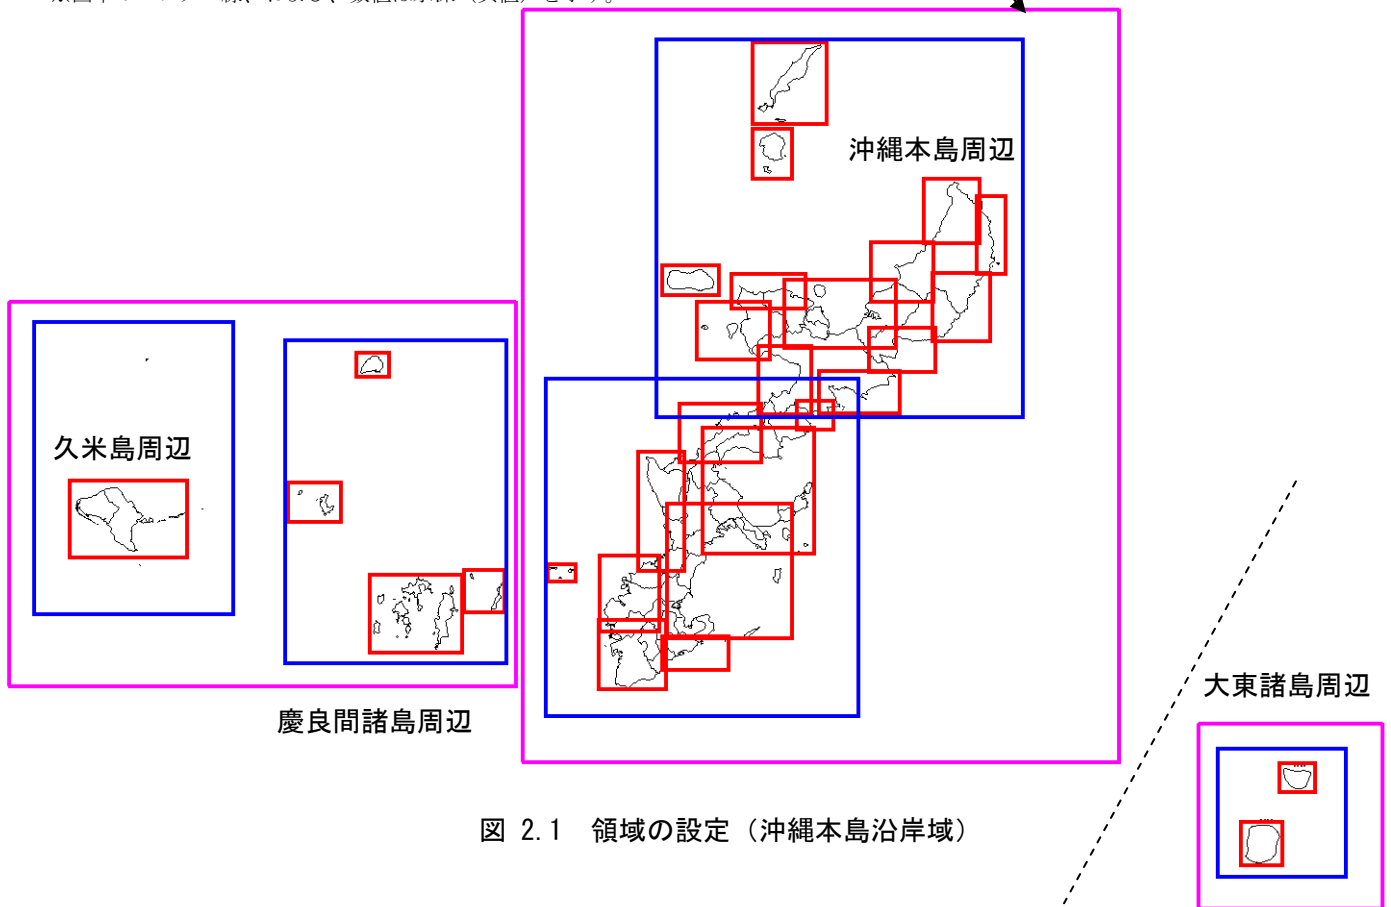 沖縄本島周辺
久米島周辺
大東諸島周辺
慶良間諸島周辺
図 2.1　領域の設定（沖縄本島沿岸域）